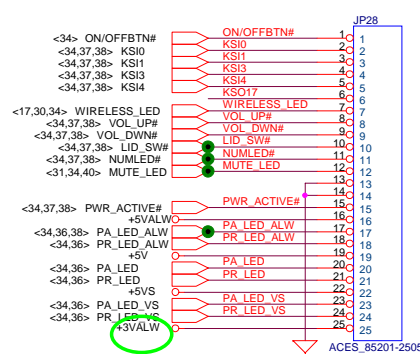 JP28
<34> ON/OFFBTN# ON/OFFBTN# 1 1
<34,37,38> KSI0 KSI0 2 2
<34,37,38> KSI1 KSI1 3 3
<34,37,38> KSI3 KSI3 4 4
<34,37,38> KSI4 KSI4 5 5
KSO17 6 6
<17,30,34> WIRELESS_LED WIRELESS_LED 7 7
<34,37,38> VOL_UP# VOL_UP# 8 8
<34,37,38> VOL_DWN# VOL_DWN# 9 9
<34,37,38> LID_SW# LID_SW# 10 10
<34,37,38> NUMLED# NUMLED# 11 11
<31,34,40> MUTE_LED MUTE_LED 12 12
13 13
14 14
<34,37,38> PWR_ACTIVE# PWR_ACTIVE# 15 15
+5VALW 16 16
<34,36> PA_LED_ALW PA_LED_ALW 17 17
<34,36> PR_LED_ALW PR_LED_ALW 18 18
+5V 19 19
<34,36> PA_LED PA_LED 20 20
<34,36> PR_LED PR_LED 21 21
+5VS 22 22
<34,36> PA_LED_VS PA_LED_VS 23 23
<34,36> PR_LED_VS PR_LED_VS 24 24
+3VALW 25 25
ACES_85201-2505